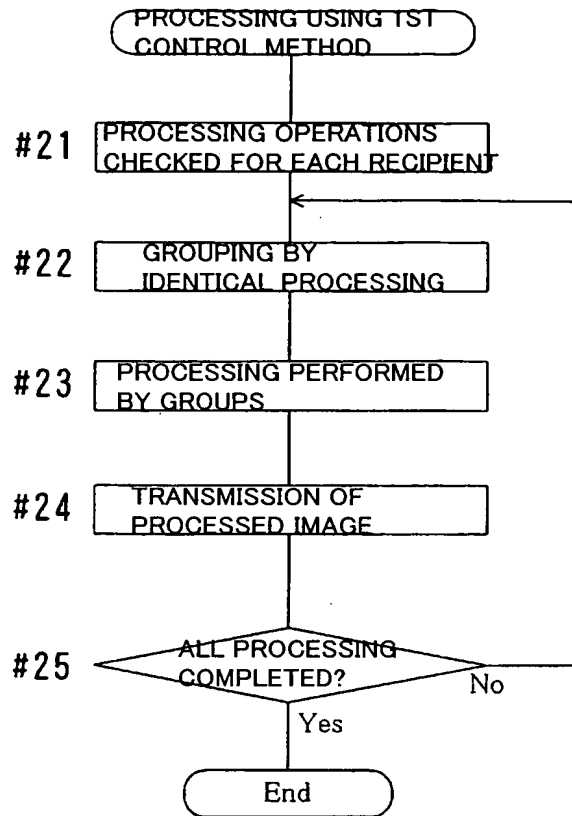 PROCESSING USING 1ST
CONTROL METHOD
#21
PROCESSING OPERATIONS
CHECKED FOR EACH RECIPIENT
#22
GROUPING BY
IDENTICAL PROCESSING
#23
PROCESSING PERFORMED
BY GROUPS
#24
TRANSMISSION OF
PROCESSED IMAGE
#25
ALL PROCESSING
COMPLETED?
No
Yes
End